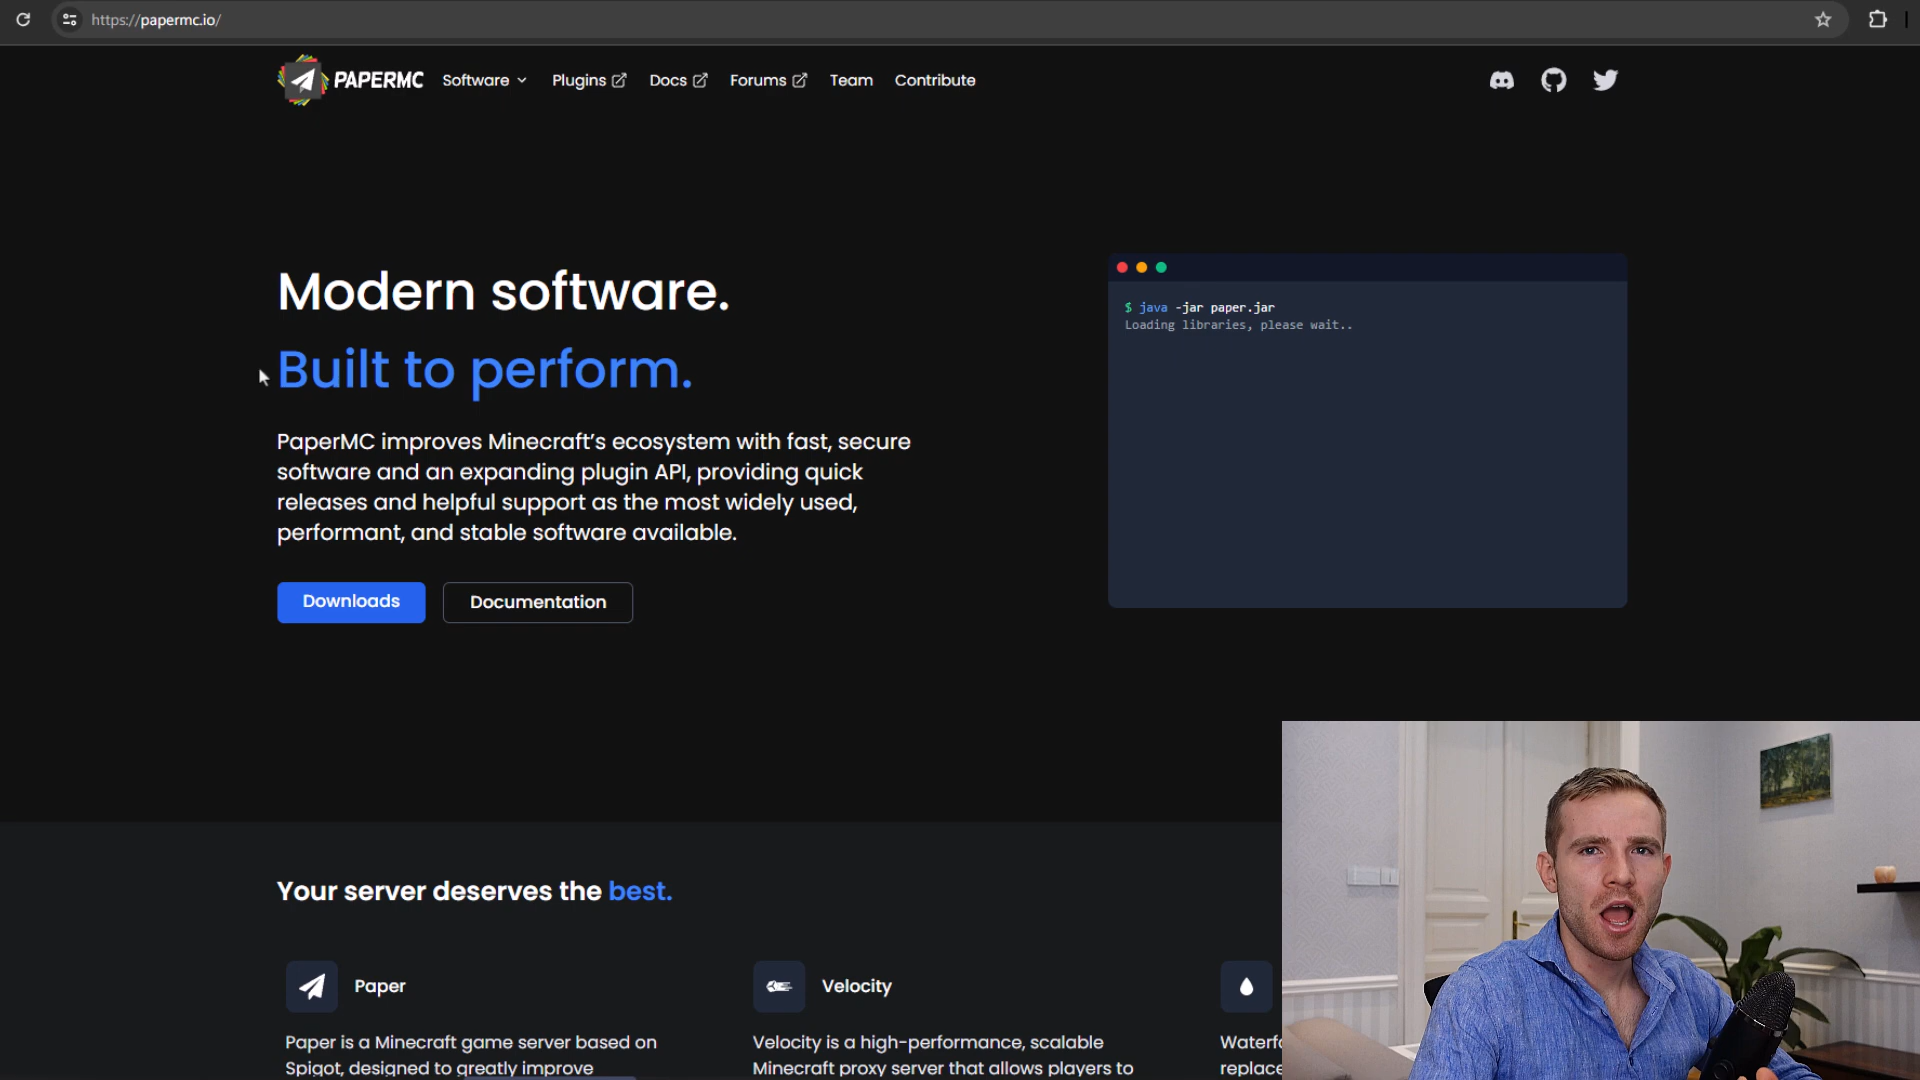 https://papermc.io/
PAPERMC Software Plugins Docs Forums Team Contribute
Modern software.
Built to perform.
PaperMC improves Minecraft's ecosystem with fast, secure
software and an expanding plugin API, providing quick
releases and helpful support as the most widely used,
performant, and stable software available.
Downloads Documentation
$ java -jar paper.jar
Loading libraries, please wait..
Your server deserves the best.
Paper
Paper is a Minecraft game server based on
Spigot, designed to greatly improve
Velocity
Velocity is a high-performance, scalable
Minecraft proxy server that allows players to
replace